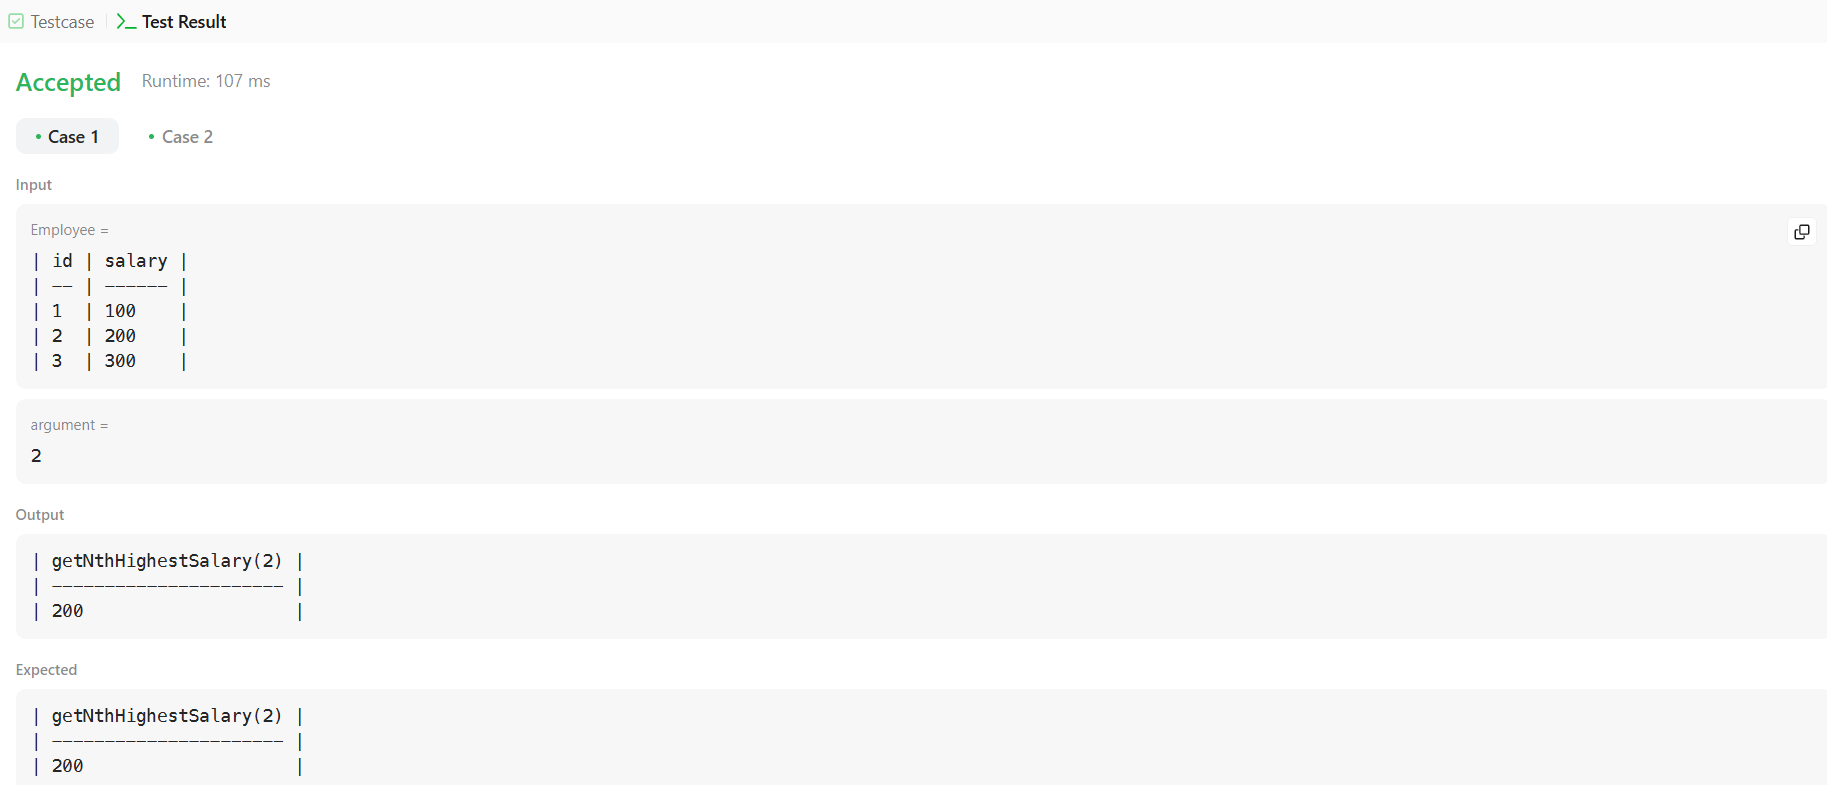 Testcase
Test Result
Accepted Runtime: 107 ms
Case 1 Case 2
Input
Employee =
| id | salary |
| -- | ------ |
| 1 | 100 |
| 2 | 200 |
| 3 | 300 |
argument =
2
Output
| getNthHighestSalary(2) |
| ---------------------- |
| 200 |
Expected
| getNthHighestSalary(2) |
| ---------------------- |
| 200 |